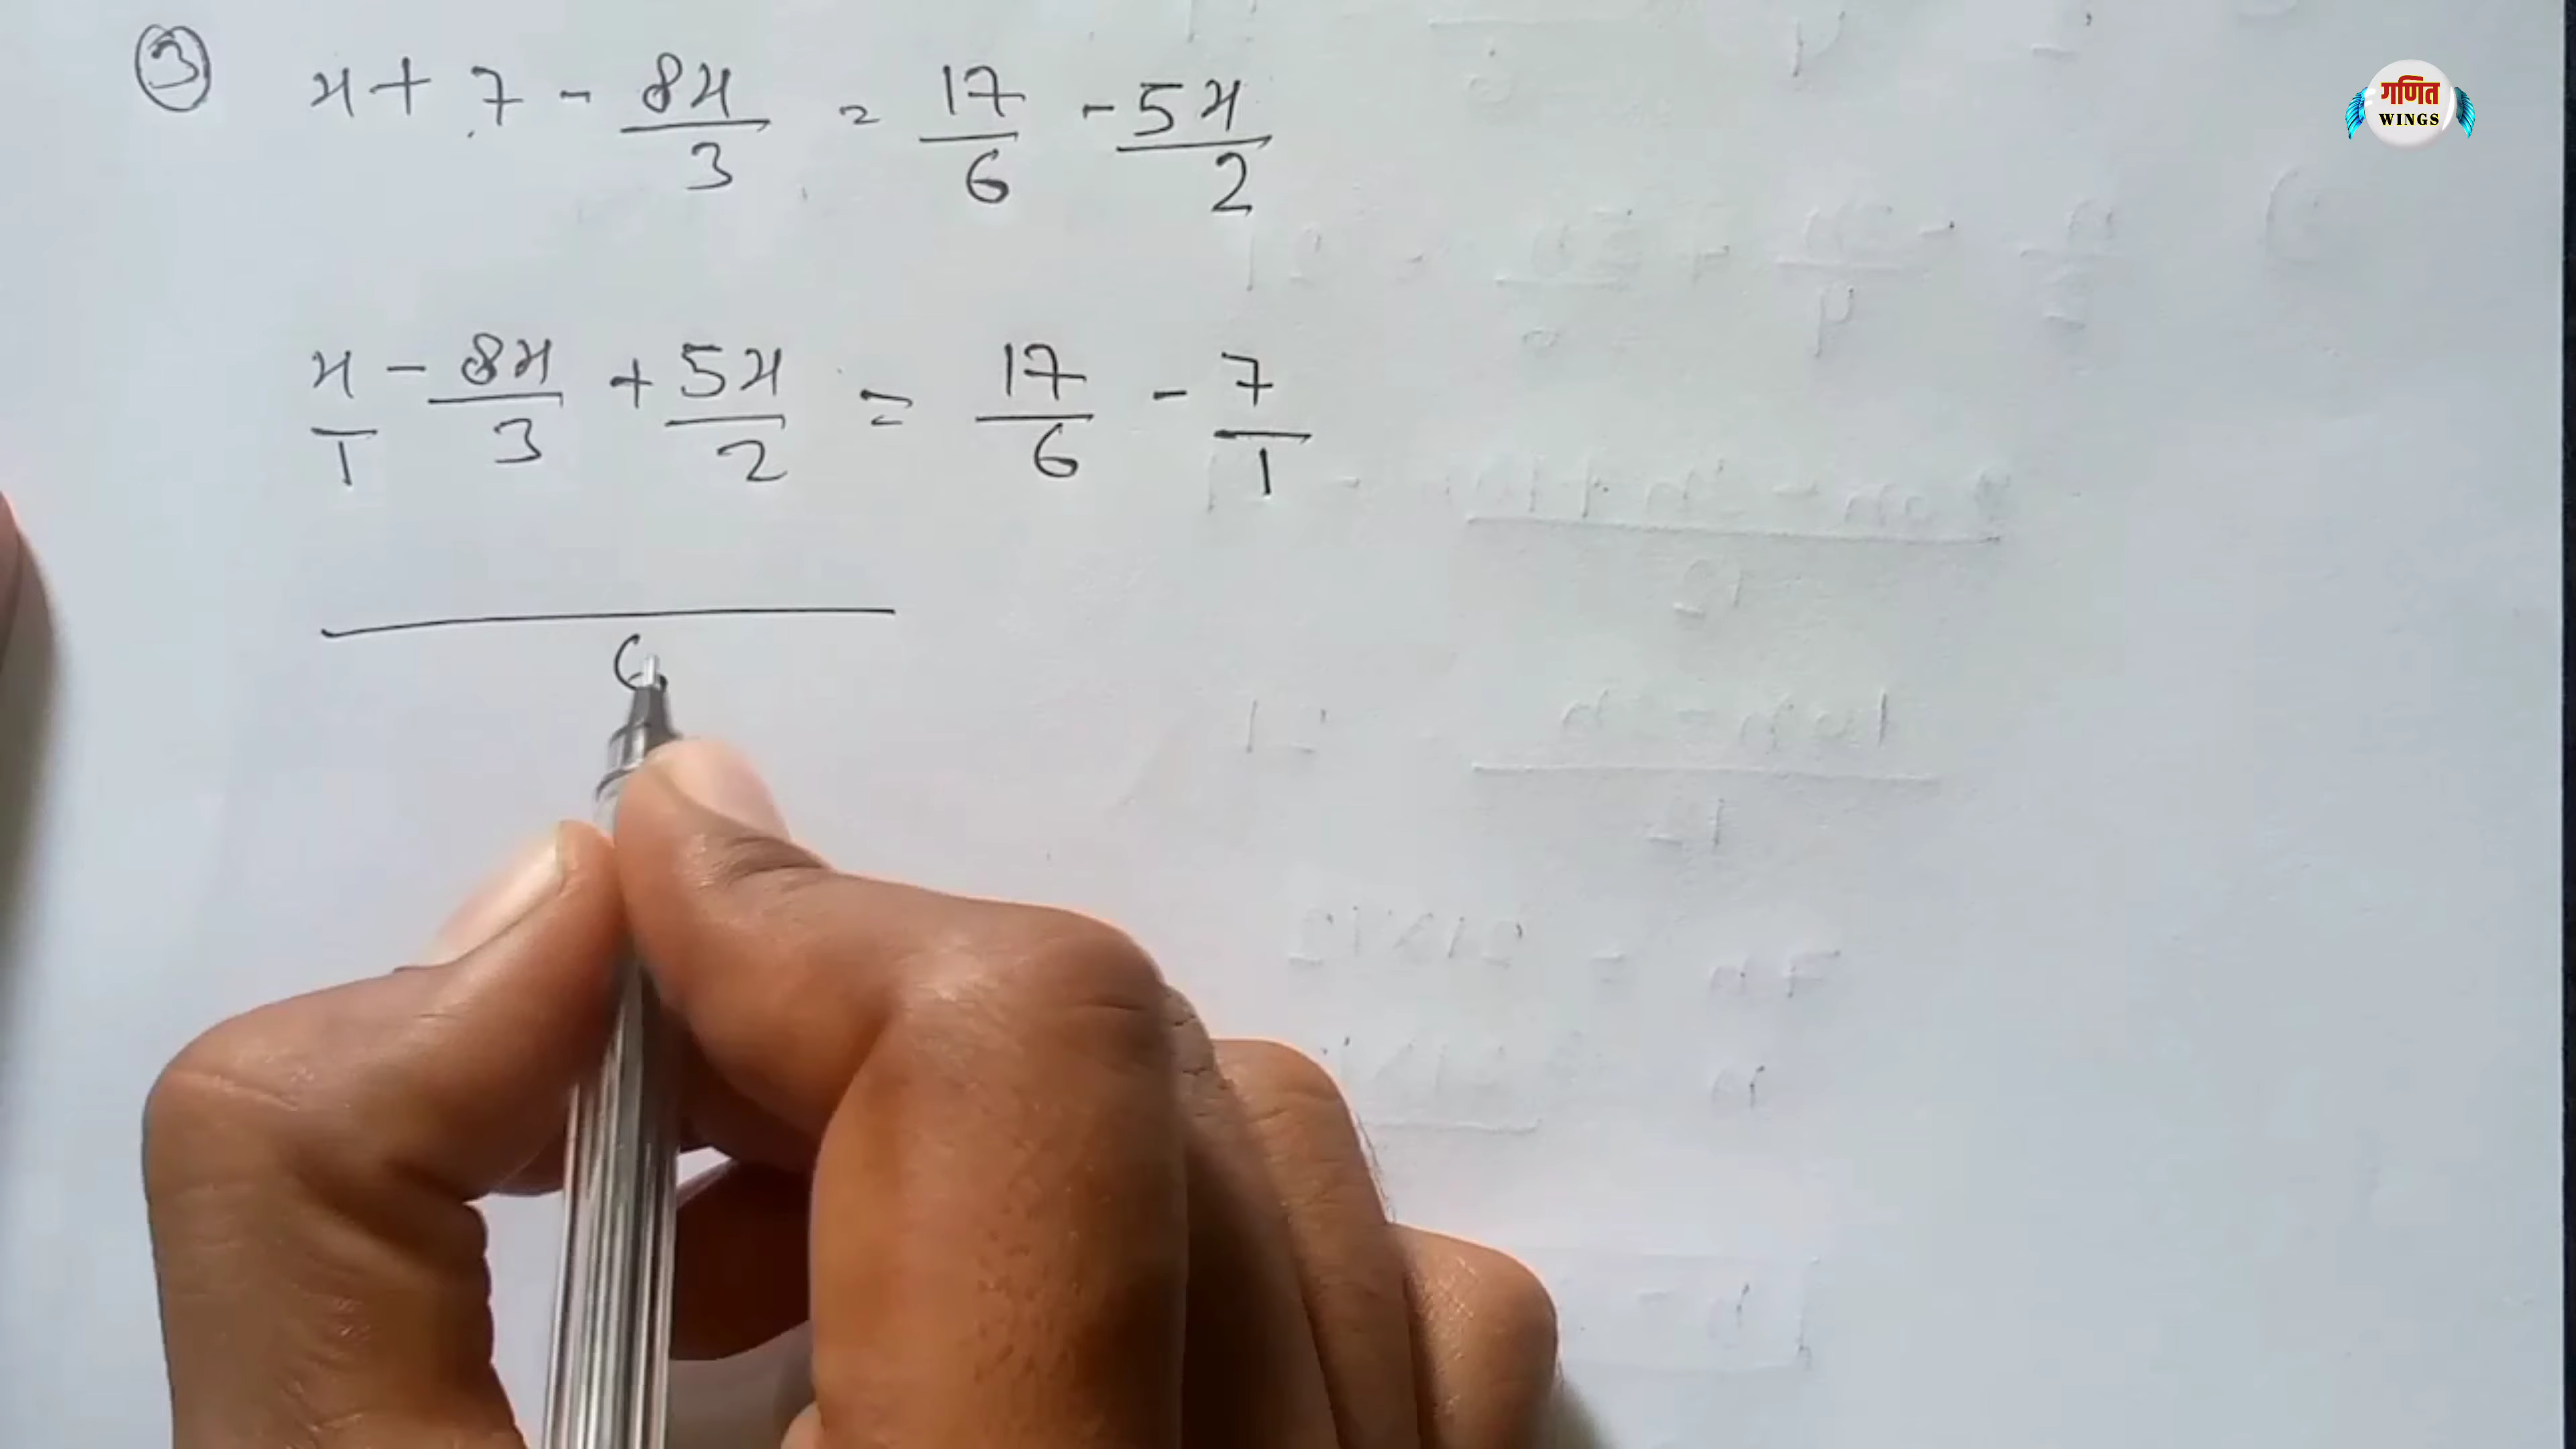 ③ x + 7 - 8x/3 = 17/6 - 5x/2
x/1 - 8x/3 + 5x/2 = 17/6 - 7/1
6
गणित
WINGS